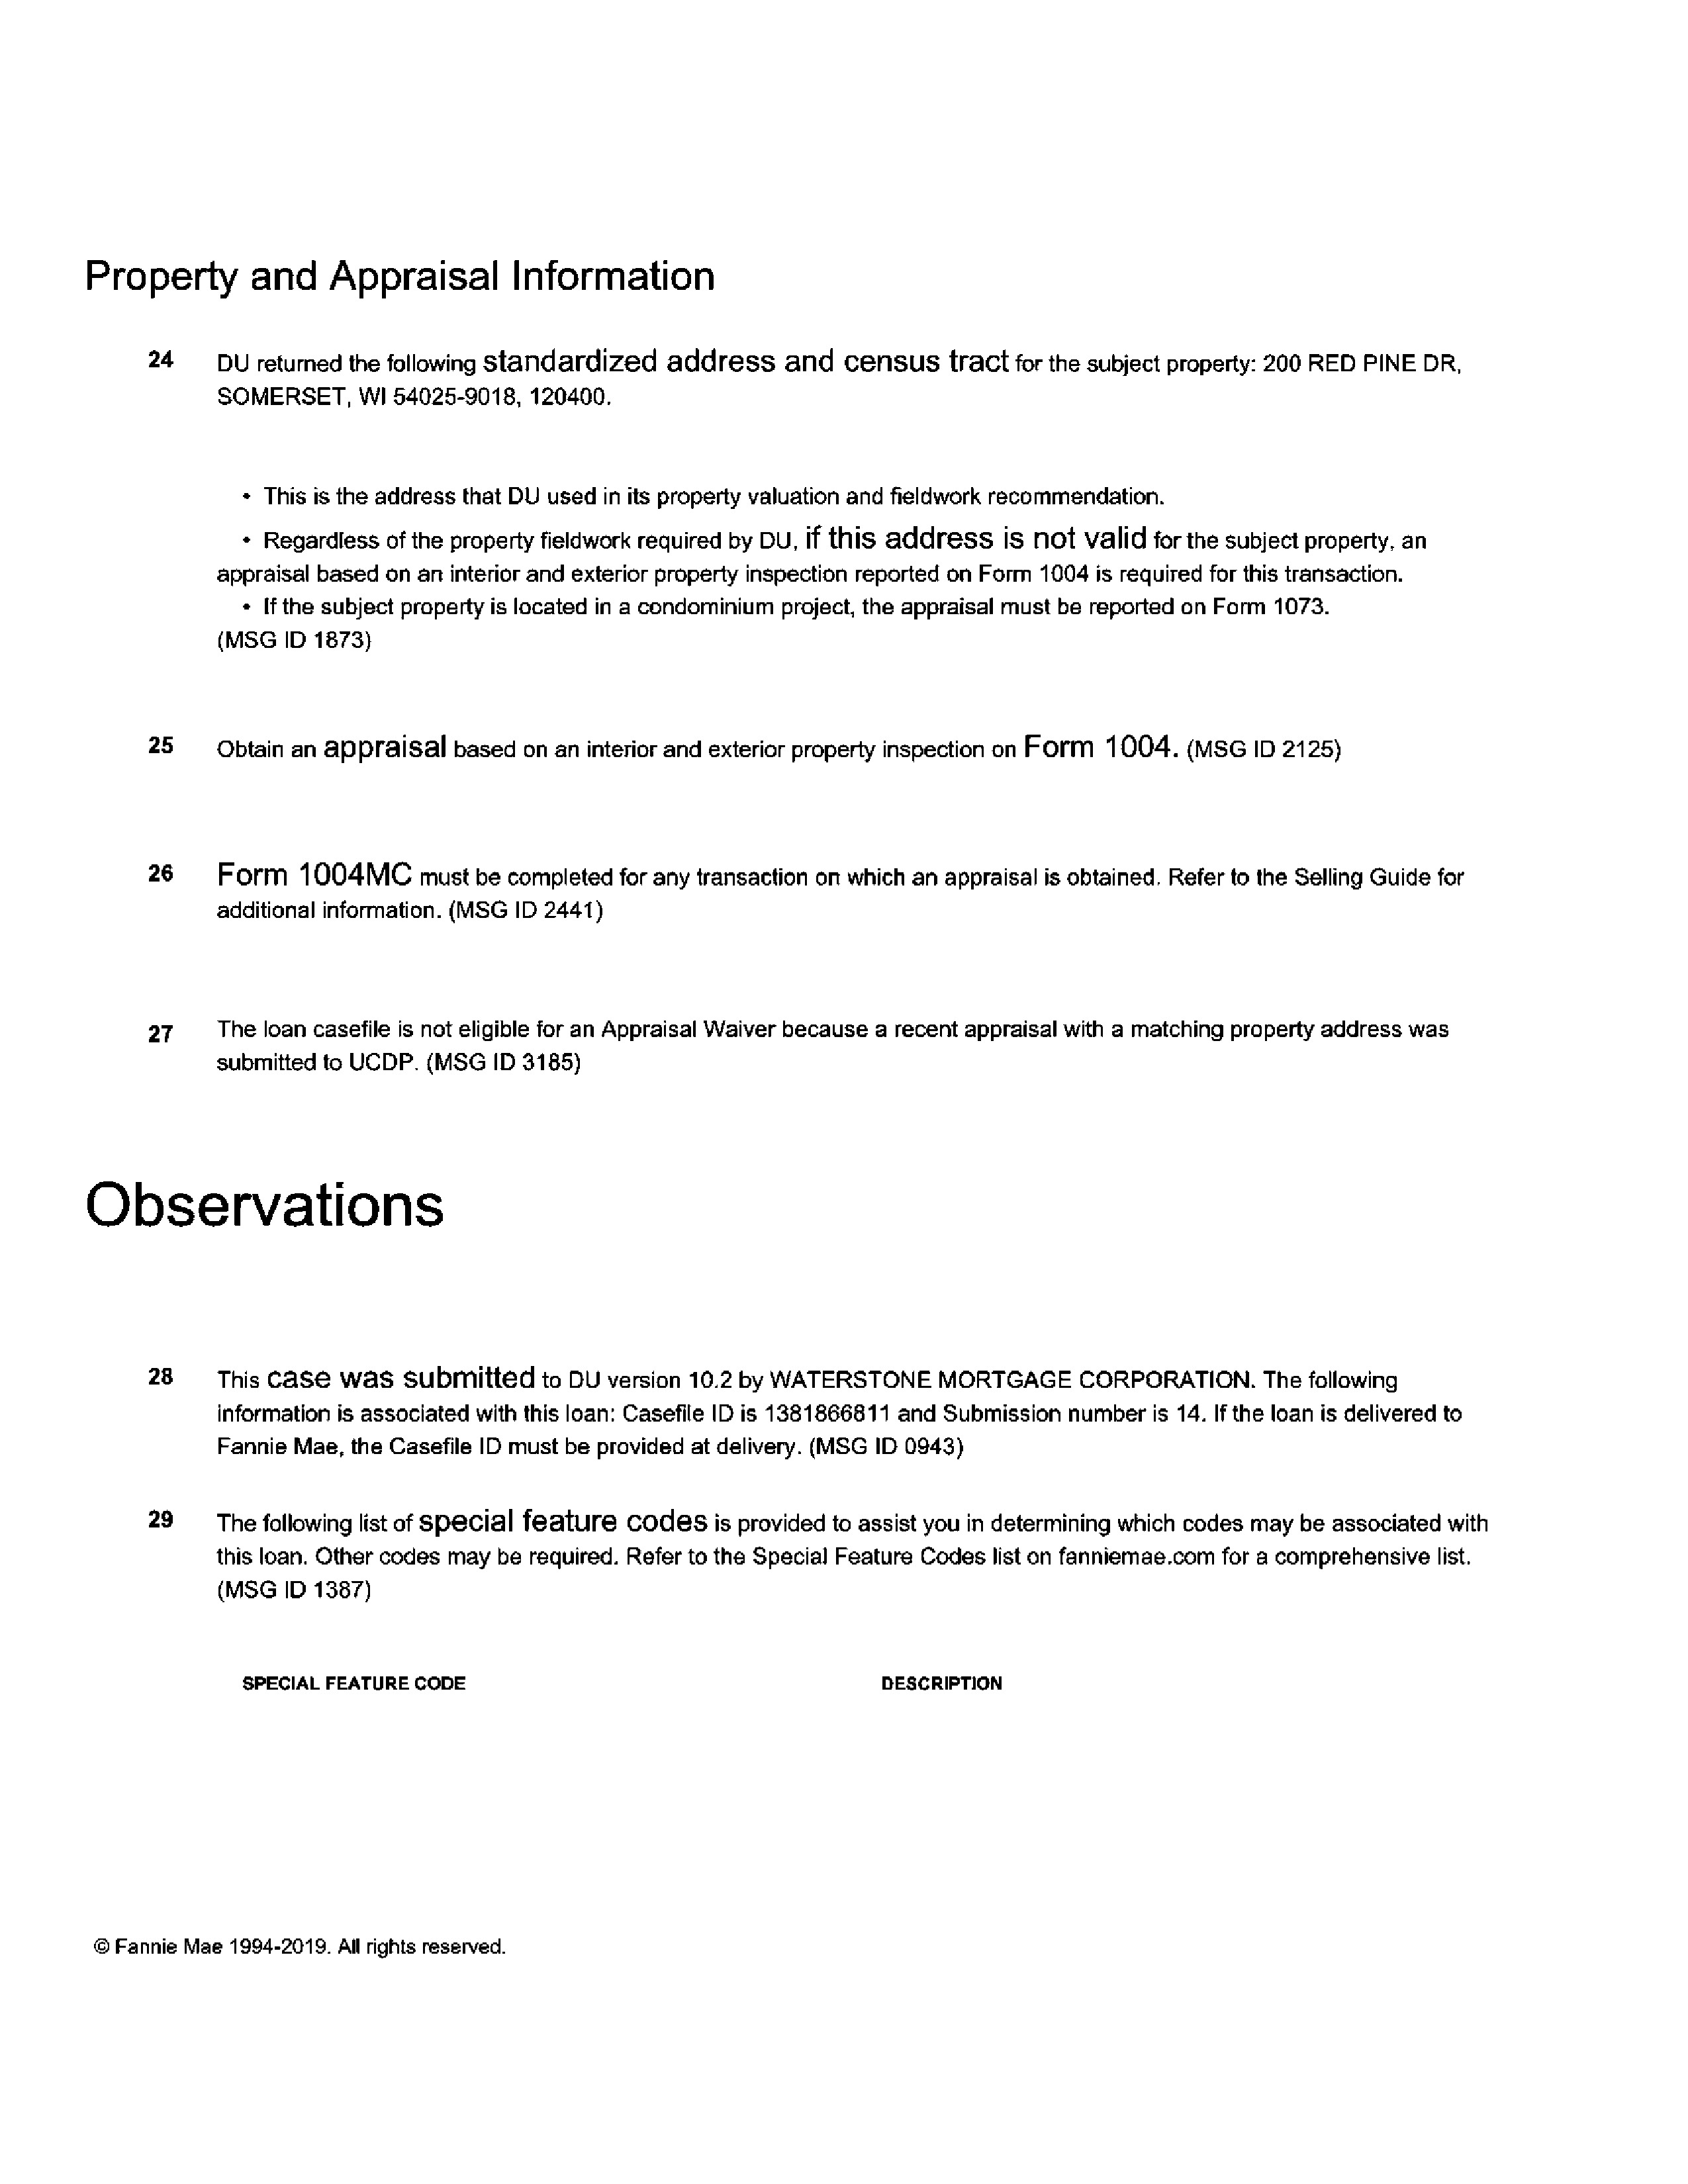 Property and Appraisal Information
24 DU returned the following standardized address and census tract for the subject property: 200 RED PINE DR,
SOMERSET, WI 54025-9018, 120400.
• This is the address that DU used in its property valuation and fieldwork recommendation.
• Regardless of the property fieldwork required by DU, if this address is not valid for the subject property, an
appraisal based on an interior and exterior property inspection reported on Form 1004 is required for this transaction.
• If the subject property is located in a condominium project, the appraisal must be reported on Form 1073.
(MSG ID 1873)
25 Obtain an appraisal based on an interior and exterior property inspection on Form 1004. (MSG ID 2125)
26 Form 1004MC must be completed for any transaction on which an appraisal is obtained. Refer to the Selling Guide for
additional information. (MSG ID 2441)
27 The loan casefile is not eligible for an Appraisal Waiver because a recent appraisal with a matching property address was
submitted to UCDP. (MSG ID 3185)
Observations
28 This case was submitted to DU version 10.2 by WATERSTONE MORTGAGE CORPORATION. The following
information is associated with this loan: Casefile ID is 1381866811 and Submission number is 14. If the loan is delivered to
Fannie Mae, the Casefile ID must be provided at delivery. (MSG ID 0943)
29 The following list of special feature codes is provided to assist you in determining which codes may be associated with
this loan. Other codes may be required. Refer to the Special Feature Codes list on fanniemae.com for a comprehensive list.
(MSG ID 1387)
SPECIAL FEATURE CODE DESCRIPTION
© Fannie Mae 1994-2019. All rights reserved.